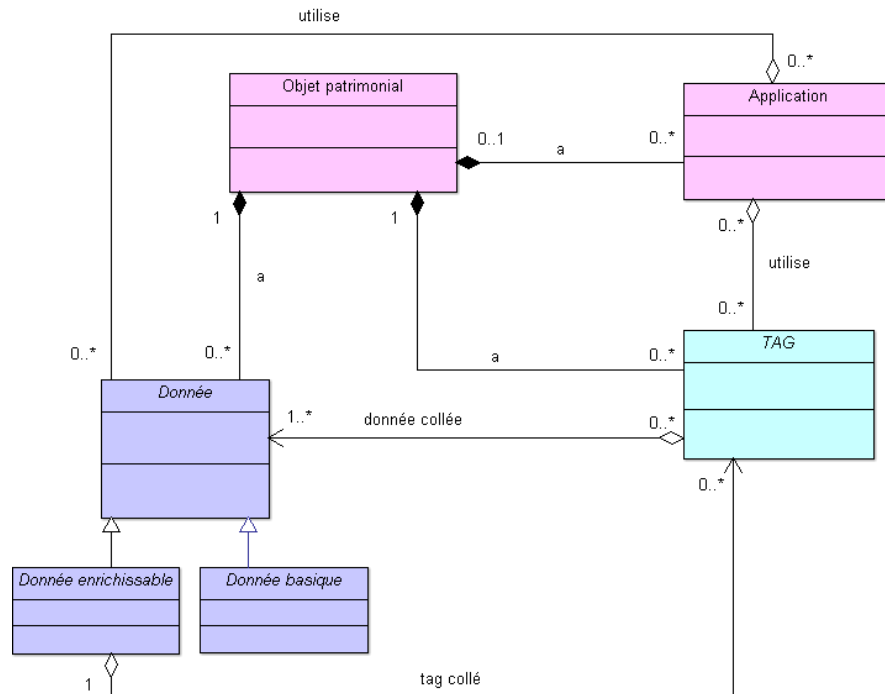 utilise
0..*
Objet patrimonial
Application
0..1
a
0..*
1
1
0..*
a
utilise
0..*
0..*
0..*
a
0..*
TAG
Donnée
1..*
donnée collée
0..*
0..*
Donnée enrichissable
Donnée basique
1
tag collé